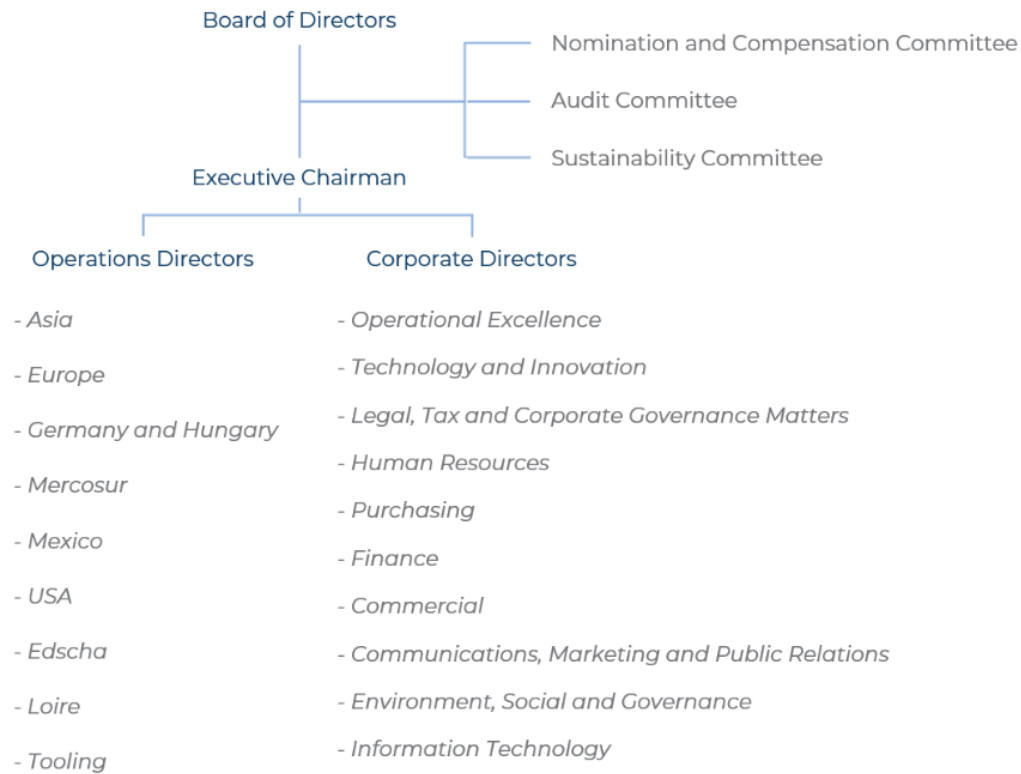 Board of Directors
Nomination and Compensation Committee
Audit Committee
Sustainability Committee
Executive Chairman
Operations Directors
- Asia
- Europe
- Germany and Hungary
- Mercosur
- Mexico
- USA
- Edscha
- Loire
- Tooling
Corporate Directors
- Operational Excellence
- Technology and Innovation
- Legal, Tax and Corporate Governance Matters
- Human Resources
- Purchasing
- Finance
- Commercial
- Communications, Marketing and Public Relations
- Environment, Social and Governance
- Information Technology